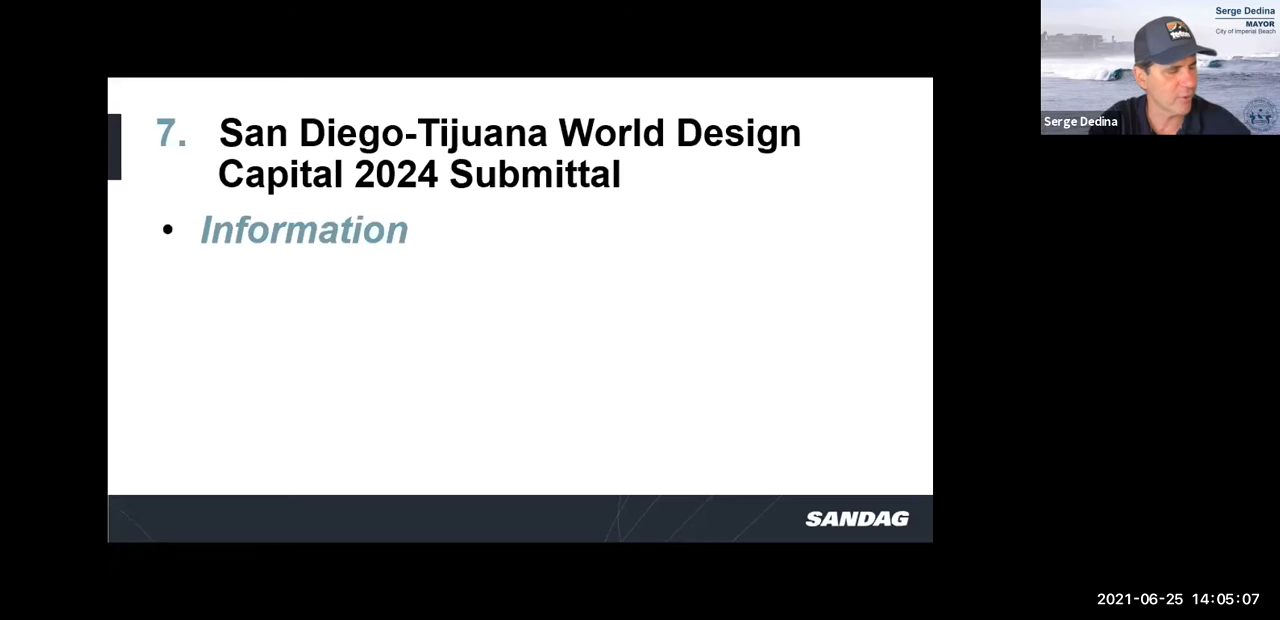 7. San Diego-Tijuana World Design
Capital 2024 Submittal
• Information
SANDAG
Serge Dedina
MAYOR
City of Imperial Beach
Serge Dedina
2021-06-25 14:05:07